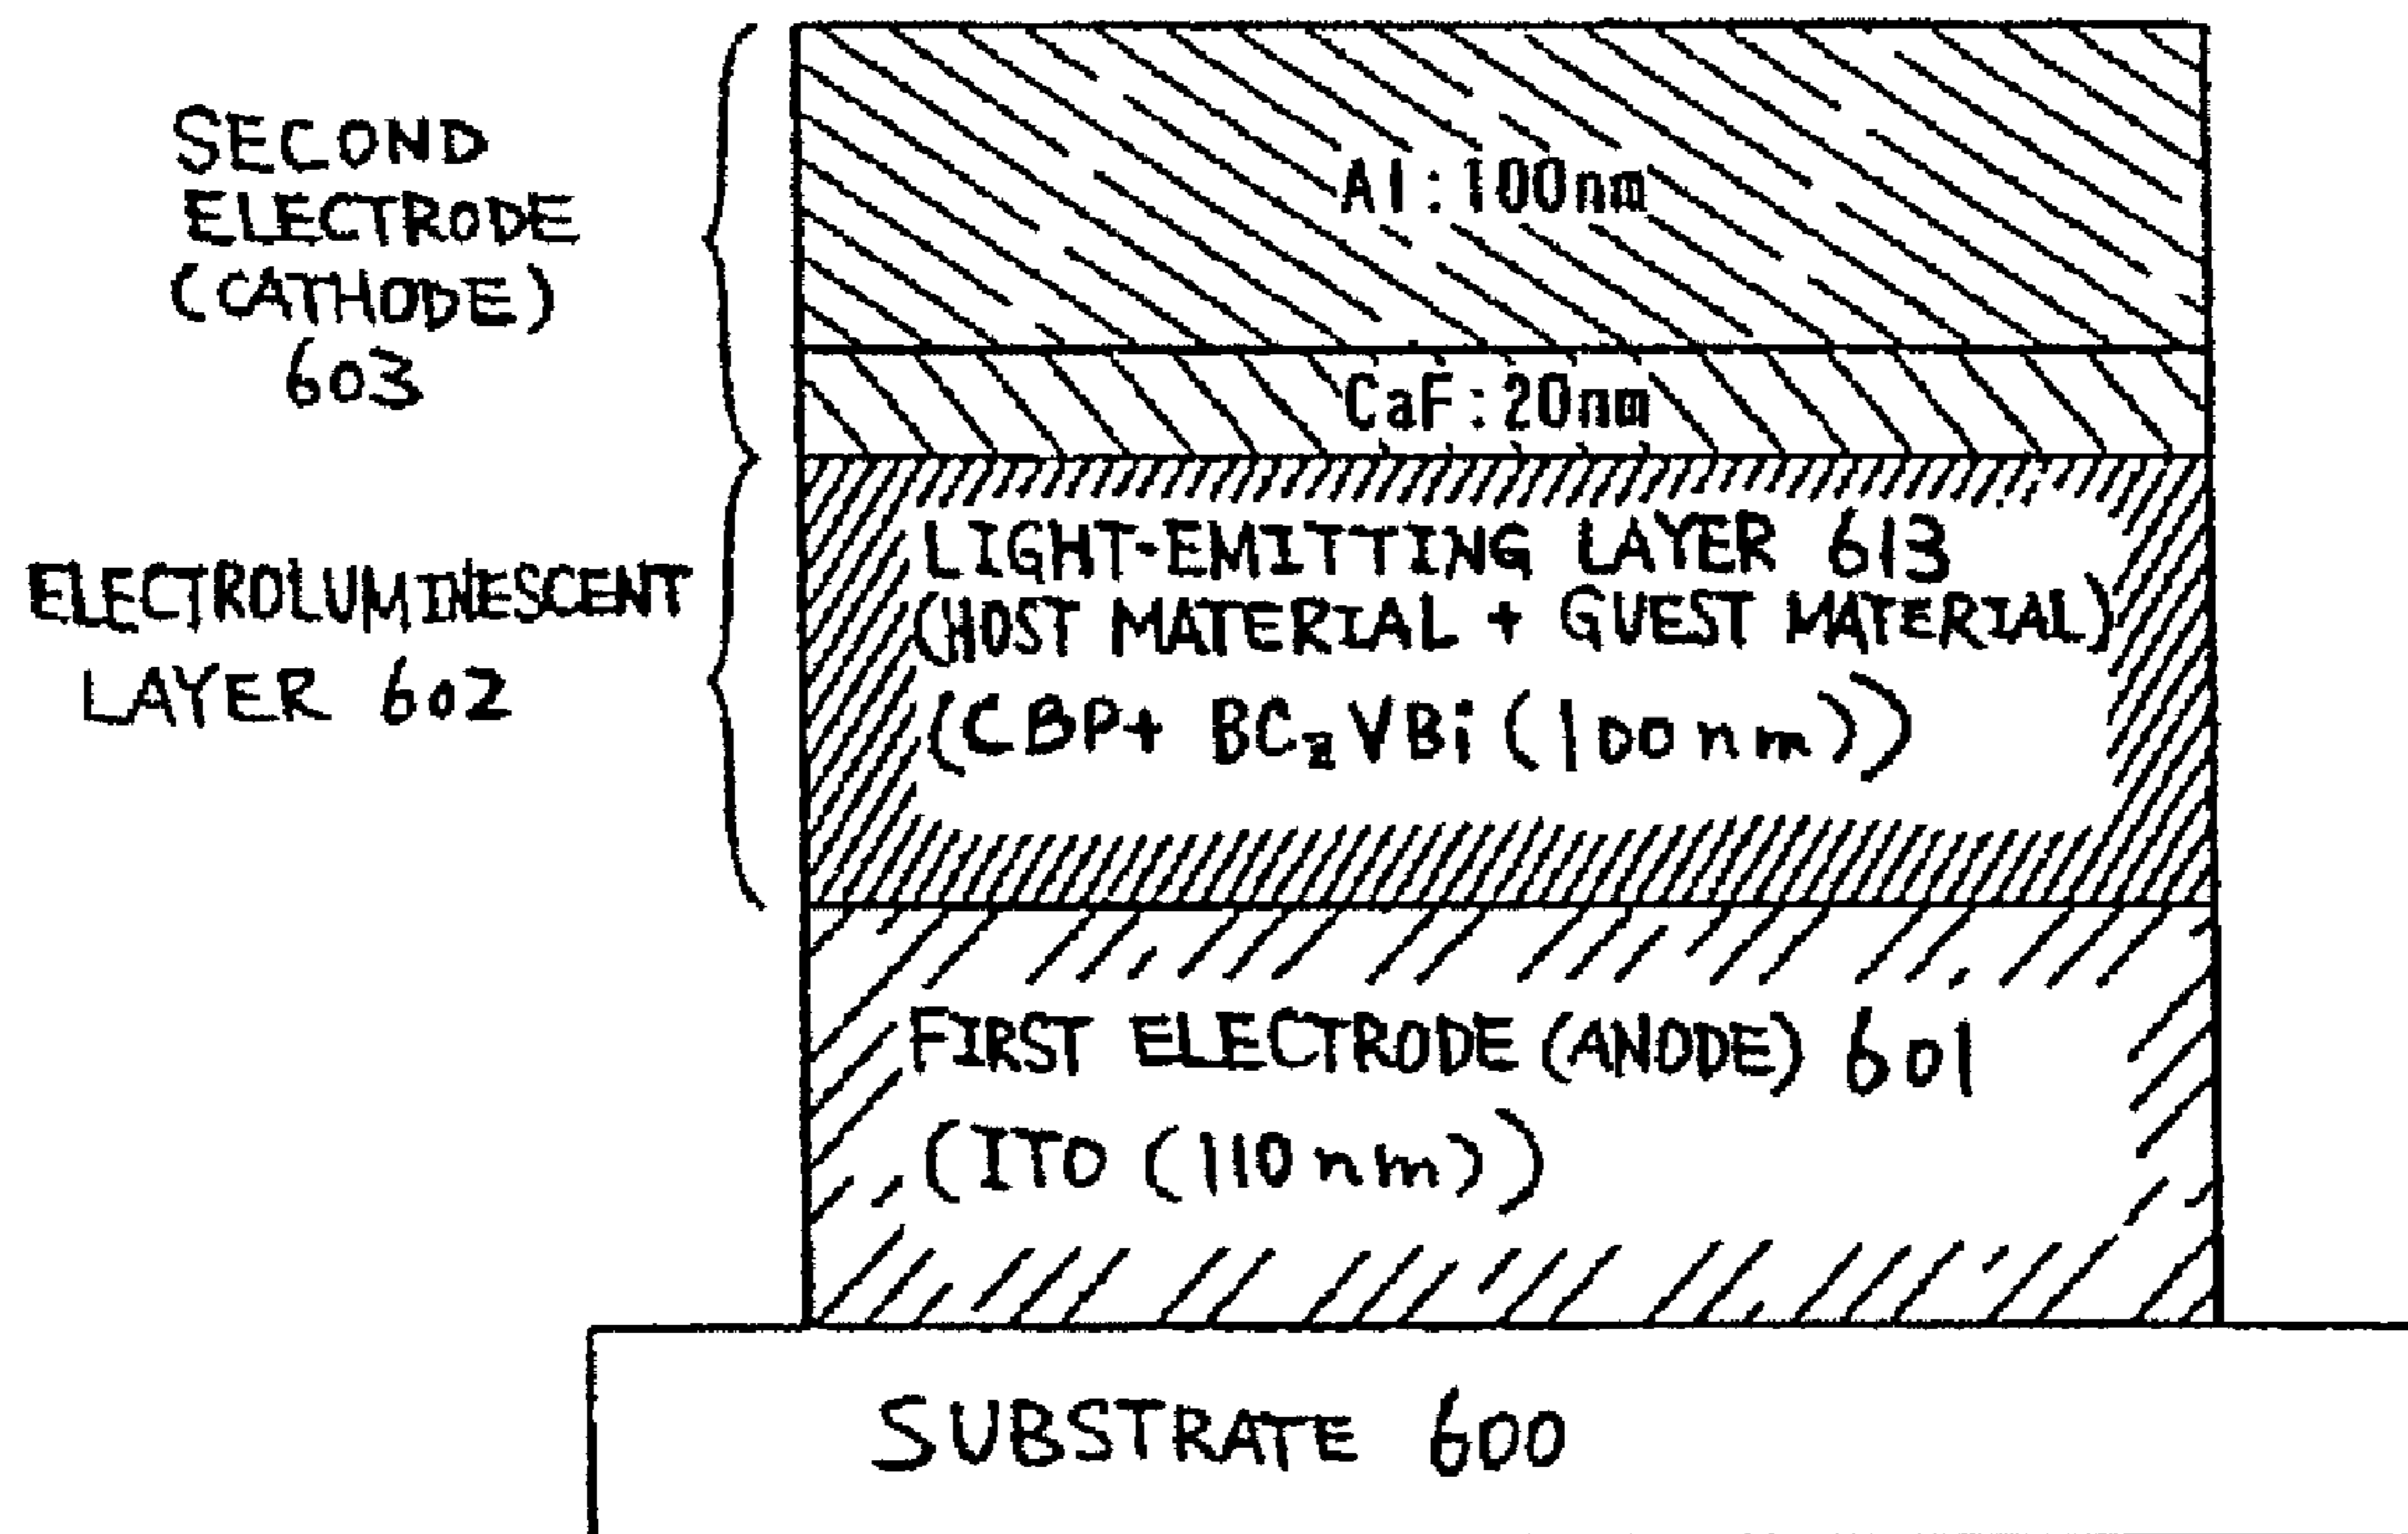 SECOND
ELECTRODE
(CATHODE)
603
Al:100nm
CaF:20nm
ELECTROLUMINESCENT
LAYER 602
LIGHT-EMITTING LAYER 613
(HOST MATERIAL + GUEST MATERIAL)
(CBP+ BC₂VBi (100nm))
FIRST ELECTRODE (ANODE) 601
(ITO (110nm))
SUBSTRATE 600